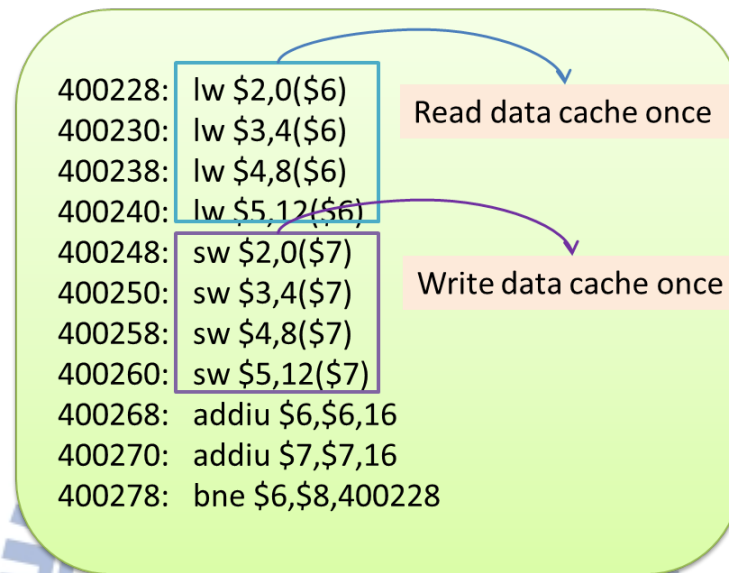 400228: lw $2,0($6)
400230: lw $3,4($6)
400238: lw $4,8($6)
400240: lw $5,12($6)
400248: sw $2,0($7)
400250: sw $3,4($7)
400258: sw $4,8($7)
400260: sw $5,12($7)
400268: addiu $6,$6,16
400270: addiu $7,$7,16
400278: bne $6,$8,400228
Read data cache once
Write data cache once